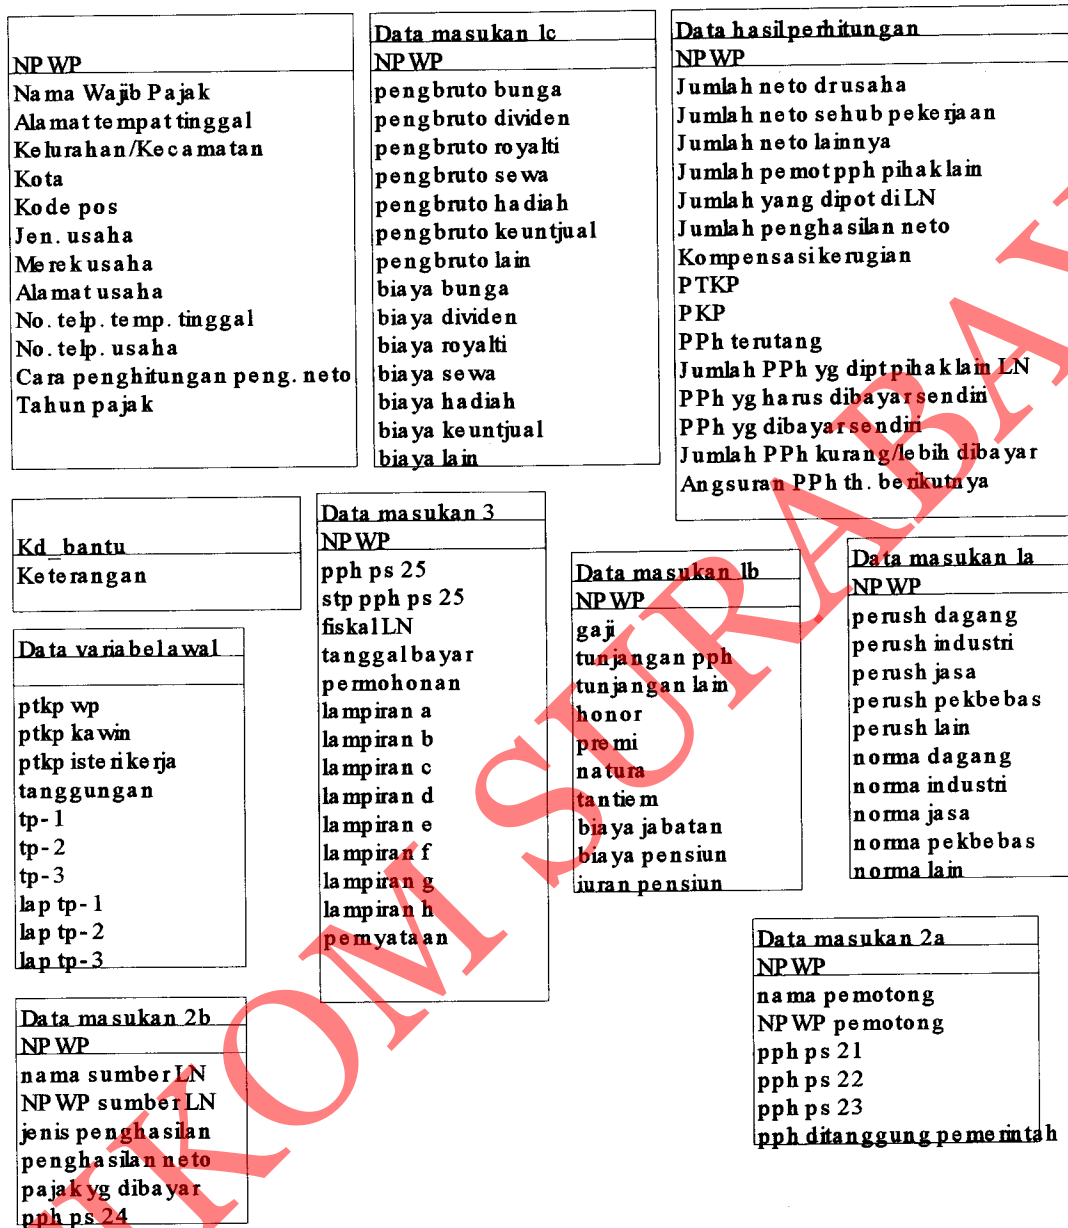 NPWP
Nama Wajib Pajak
Alamat tempat tinggal
Kelurahan/Kecamatan
Kota
Kode pos
Jen. usaha
Merek usaha
Alamat usaha
No. telp. temp. tinggal
No. telp. usaha
Cara penghitungan peng. neto
Tahun pajak
Data masukan 1c
NPWP
pengbruto bunga
pengbruto dividen
pengbruto royalti
pengbruto sewa
pengbruto hadiah
pengbruto keuntjual
pengbruto lain
biaya bunga
biaya dividen
biaya royalti
biaya sewa
biaya hadiah
biaya keuntjual
biaya lain
Data hasil perhitungan
NPWP
Jumlah neto dr usaha
Jumlah neto sehub pekerjaan
Jumlah neto lainnya
Jumlah pemot pph pihak lain
Jumlah yang dipot di LN
Jumlah penghasilan neto
Kompensasi kerugian
PTKP
PKP
PPh terutang
Jumlah PPh yg dipt pihak lain LN
PPh yg harus dibayar sendiri
PPh yg dibayar sendiri
Jumlah PPh kurang/lebih dibayar
Angsuran PPh th. berikutnya
Kd_bantu
Keterangan
Data variabel awal
ptkp wp
ptkp kawin
ptkp isteri kerja
tanggungan
tp-1
tp-2
tp-3
lap tp-1
lap tp-2
lap tp-3
Data masukan 3
NPWP
pph ps 25
stp pph ps 25
fiskal LN
tanggal bayar
permohonan
lampiran a
lampiran b
lampiran c
lampiran d
lampiran e
lampiran f
lampiran g
lampiran h
pernyataan
Data masukan 1b
NPWP
gaji
tunjangan pph
tunjangan lain
honor
premi
natura
tantiem
biaya jabatan
biaya pensiun
iuran pensiun
Data masukan 1a
NPWP
perush dagang
perush industri
perush jasa
perush pekbebas
perush lain
norma dagang
norma industri
norma jasa
norma pekbebas
norma lain
Data masukan 2b
NPWP
nama sumber LN
NPWP sumber LN
jenis penghasilan
penghasilan neto
pajak yg dibayar
pph ps 24
Data masukan 2a
NPWP
nama pemotong
NPWP pemotong
pph ps 21
pph ps 22
pph ps 23
pph ditanggung pemerintah
IKOM SURABAY